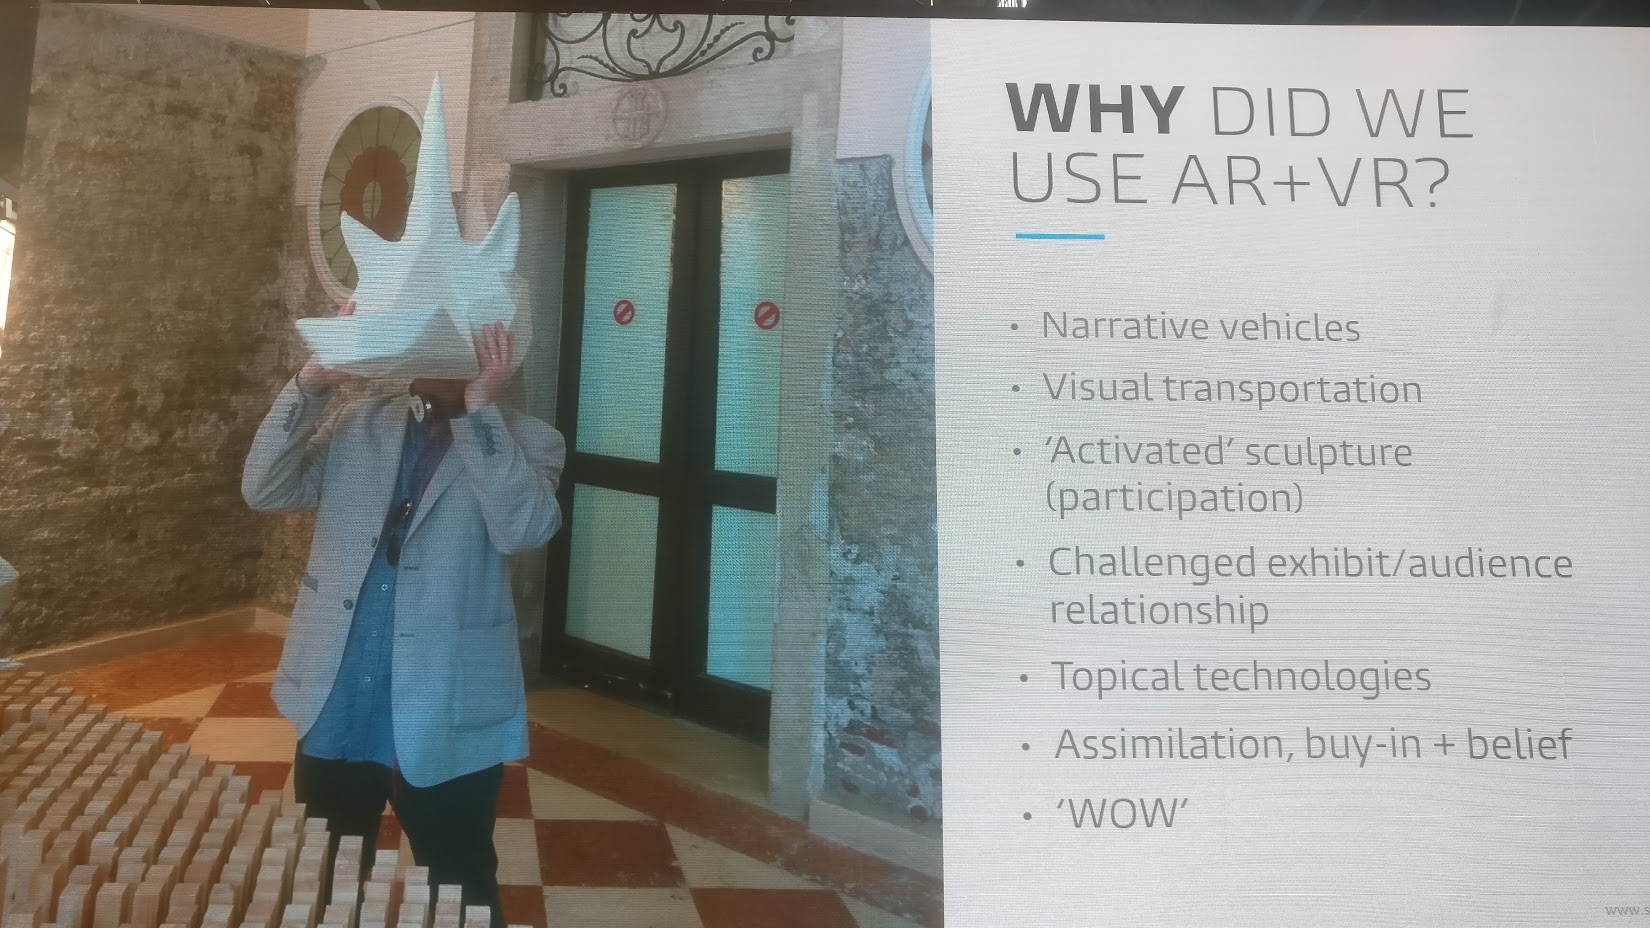 WHY DID WE
USE AR+VR?
• Narrative vehicles
• Visual transportation
• ‘Activated’ sculpture
(participation)
• Challenged exhibit/audience
relationship
• Topical technologies
• Assimilation, buy-in + belief
• ‘WOW’
www.s